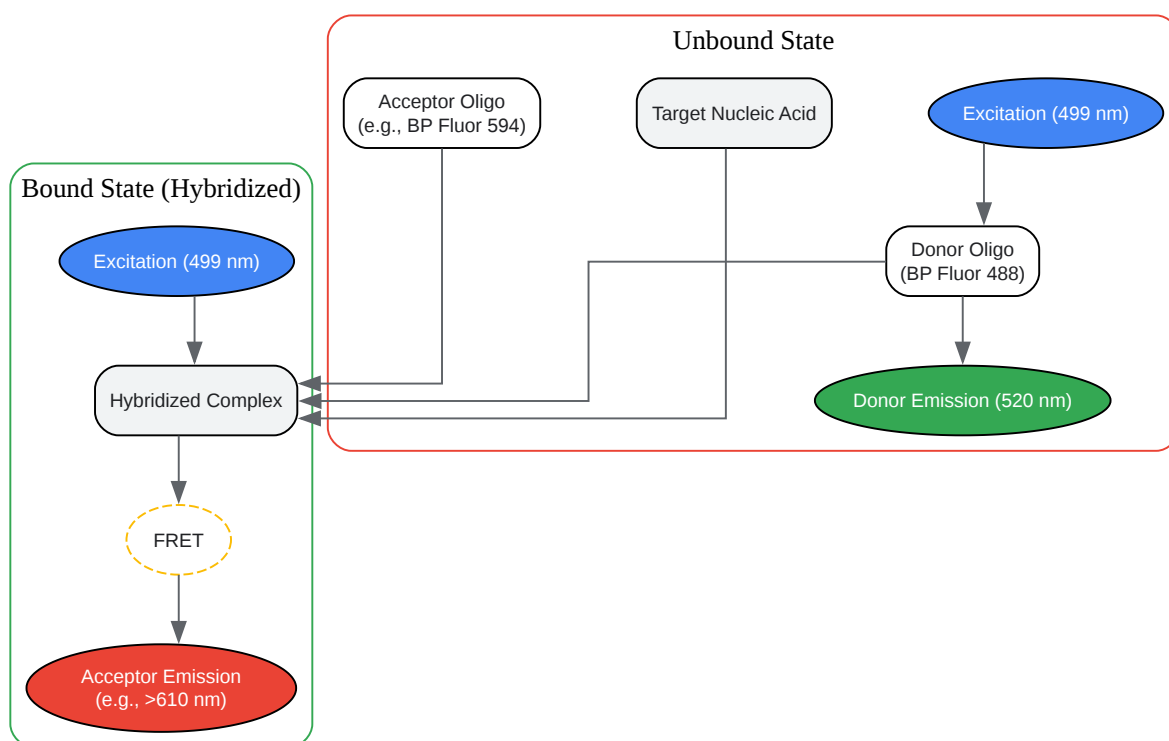 Unbound State
Acceptor Oligo
(e.g., BP Fluor 594)
Target Nucleic Acid
Excitation (499 nm)
Donor Oligo
(BP Fluor 488)
Donor Emission (520 nm)
Bound State (Hybridized)
Excitation (499 nm)
Hybridized Complex
FRET
Acceptor Emission
(e.g., >610 nm)